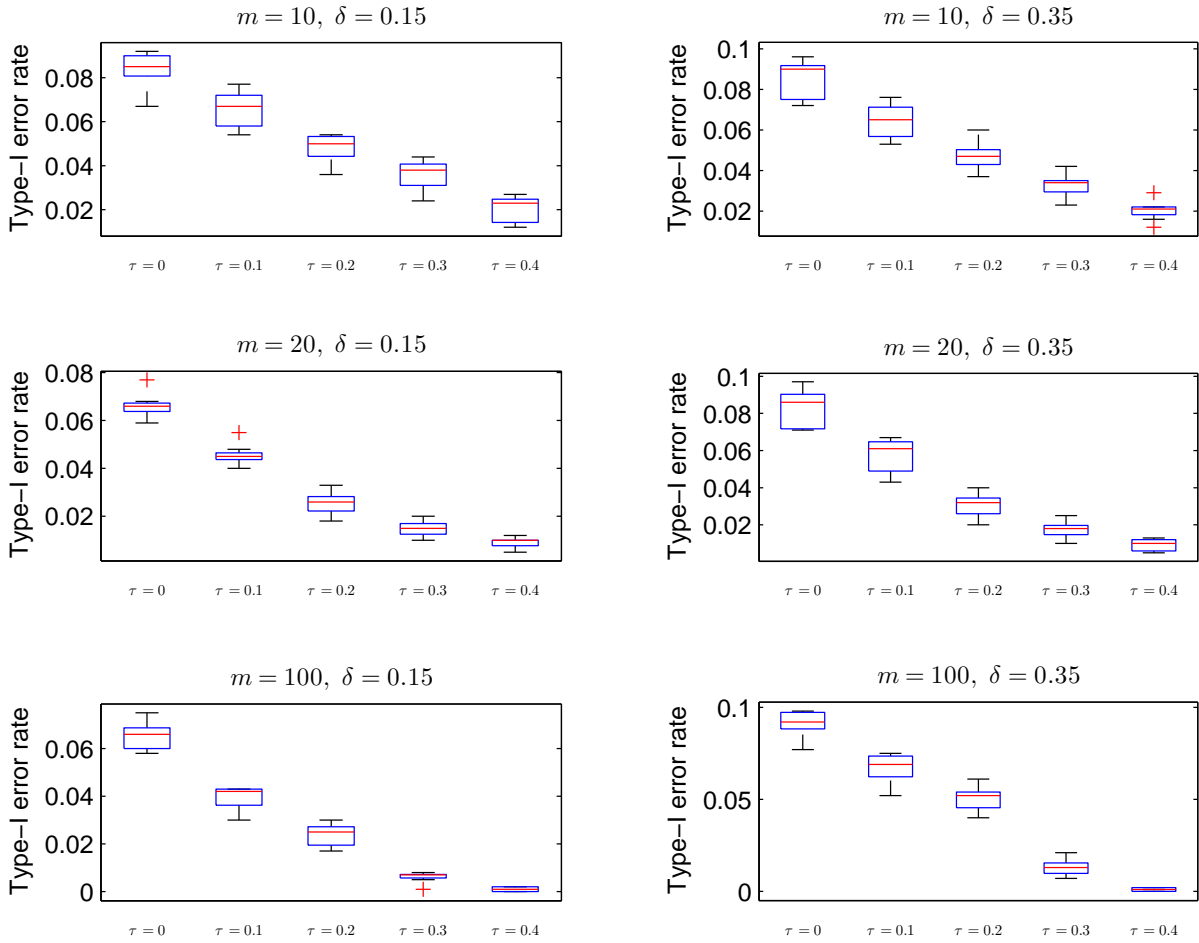 m = 10, δ = 0.15
Type−I error rate
0.08
0.06
0.04
0.02
τ = 0 τ = 0.1 τ = 0.2 τ = 0.3 τ = 0.4
m = 10, δ = 0.35
Type−I error rate
0.1
0.08
0.06
0.04
0.02
τ = 0 τ = 0.1 τ = 0.2 τ = 0.3 τ = 0.4
m = 20, δ = 0.15
Type−I error rate
0.08
0.06
0.04
0.02
τ = 0 τ = 0.1 τ = 0.2 τ = 0.3 τ = 0.4
m = 20, δ = 0.35
Type−I error rate
0.1
0.08
0.06
0.04
0.02
τ = 0 τ = 0.1 τ = 0.2 τ = 0.3 τ = 0.4
m = 100, δ = 0.15
Type−I error rate
0.06
0.04
0.02
0
τ = 0 τ = 0.1 τ = 0.2 τ = 0.3 τ = 0.4
m = 100, δ = 0.35
Type−I error rate
0.1
0.05
0
τ = 0 τ = 0.1 τ = 0.2 τ = 0.3 τ = 0.4